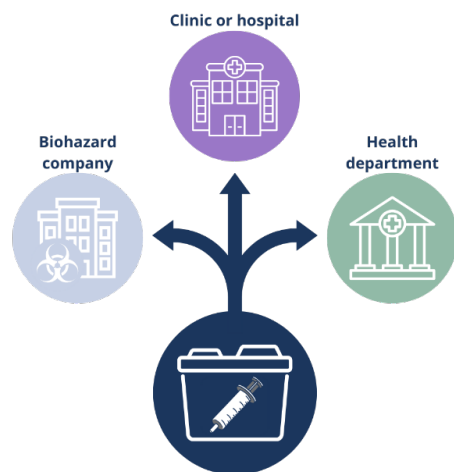 Clinic or hospital
Biohazard
company
Health
department